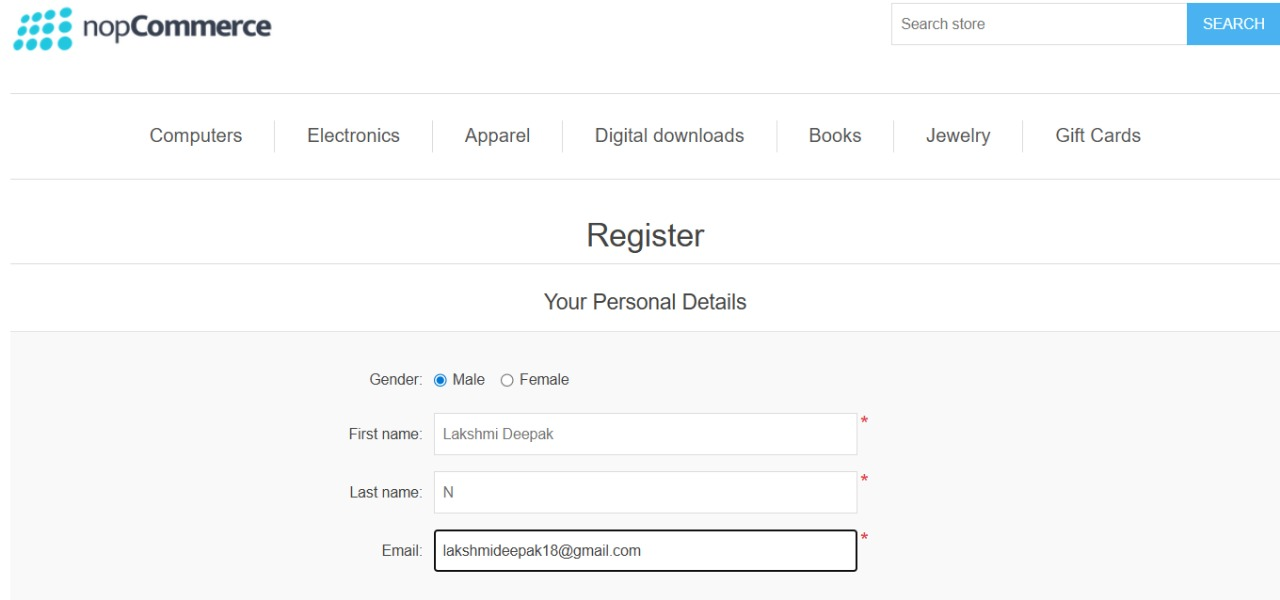 nopCommerce
Search store SEARCH
Computers Electronics Apparel Digital downloads Books Jewelry Gift Cards
Register
Your Personal Details
Gender: Male Female
First name: Lakshmi Deepak *
Last name: N *
Email: lakshmideepak18@gmail.com *